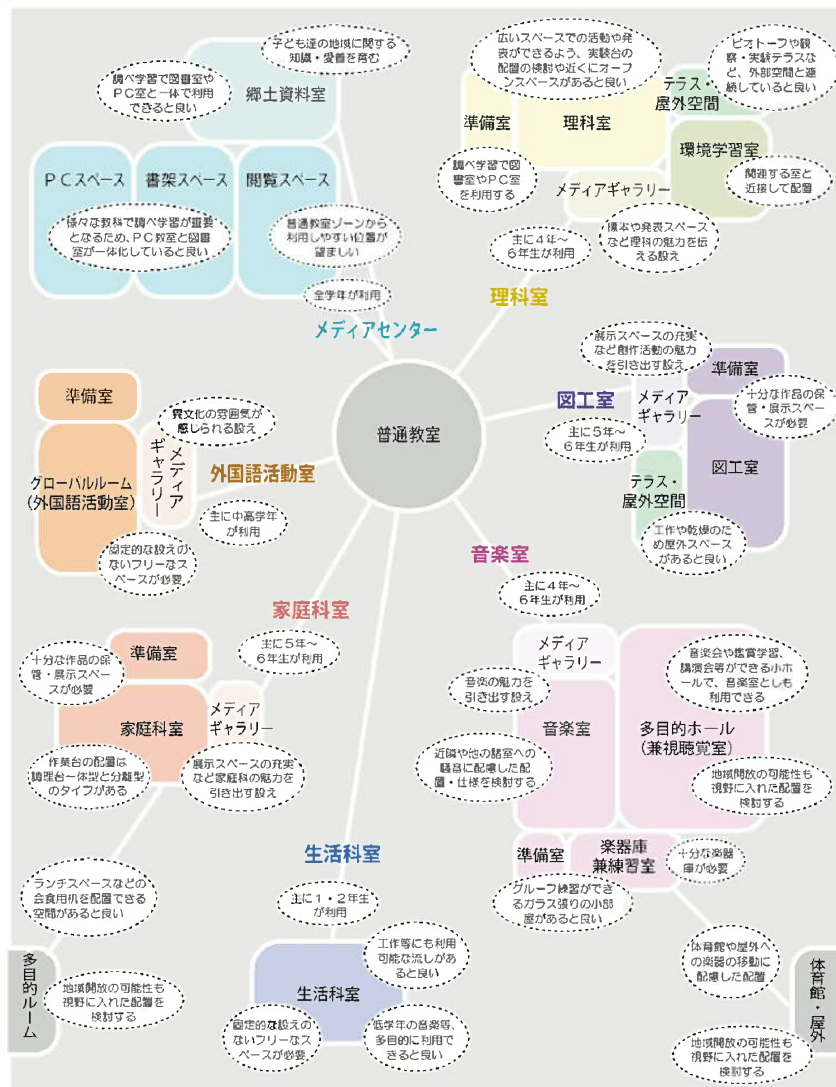 子ども達の地域に関する
知識・愛着を育む
調べ学習で図書室や
PC室と一体で利用
できると良い
郷土資料室
PCスペース
書架スペース
閲覧スペース
様々な教科で調べ学習が重要
となるため、PC教室と図書
室が一体化していると良い
普通教室ゾーンから
利用しやすい位置が
望ましい
全学年が利用
メディアセンター
広いスペースでの活動や発
表ができるよう、実験台の
配置の検討や近くにオープ
ンスペースがあると良い
ビオトープや観
察・実験テラスな
ど、外部空間と連
続していると良い
準備室
理科室
テラス・
屋外空間
環境学習室
調べ学習で図
書室やPC室
を利用する
メディアギャラリー
関連する室と
近接して配置
標本や発表スペース
など理科の魅力を伝
える設え
主に4年～
6年生が利用
理科室
普通教室
展示スペースの充実
など創作活動の魅力
を引き出す設え
準備室
図工室
メディア
ギャラリー
十分な作品の保
管・展示スペー
スが必要
主に5年～
6年生が利用
図工室
テラス・
屋外空間
工作や乾燥のた
め屋外スペース
があると良い
準備室
異文化の雰囲気が
感じられる設え
メディア
ギャラリー
グローバルルーム
(外国語活動室)
外国語活動室
主に中高学年
が利用
固定的な設えの
ないフリーなス
ペースが必要
音楽室
主に4年～
6年生が利用
メディア
ギャラリー
音楽の魅力を
引き出す設え
音楽会や鑑賞学習、
講演会等ができる小ホ
ールで、音楽室としも
利用できる
音楽室
多目的ホール
(兼視聴覚室)
近隣や他の諸室への
騒音に配慮した配
置・仕様を検討する
地域開放の可能性も
視野に入れた配置を
検討する
準備室
楽器庫
兼練習室
十分な楽器
庫が必要
グループ練習ができ
るガラス張りの小部
屋があると良い
体育館や屋外へ
の楽器の移動に
配慮した配置
体育館・屋外
地域開放の可能性も
視野に入れた配置を
検討する
家庭科室
主に5年～
6年生が利用
十分な作品の保
管・展示スペー
スが必要
準備室
家庭科室
メディア
ギャラリー
作業台の配置は
調理台一体型と分離型
のタイプがある
展示スペースの充実
など家庭科の魅力を
引き出す設え
ランチスペースなどの
会食用机を配置できる
空間があると良い
多目的ルーム
地域開放の可能性も
視野に入れた配置を
検討する
生活科室
主に1・2年生
が利用
工作等にも利用
可能な流しがあ
ると良い
生活科室
固定的な設えの
ないフリーなス
ペースが必要
低学年の音楽等、
多目的に利用で
きると良い